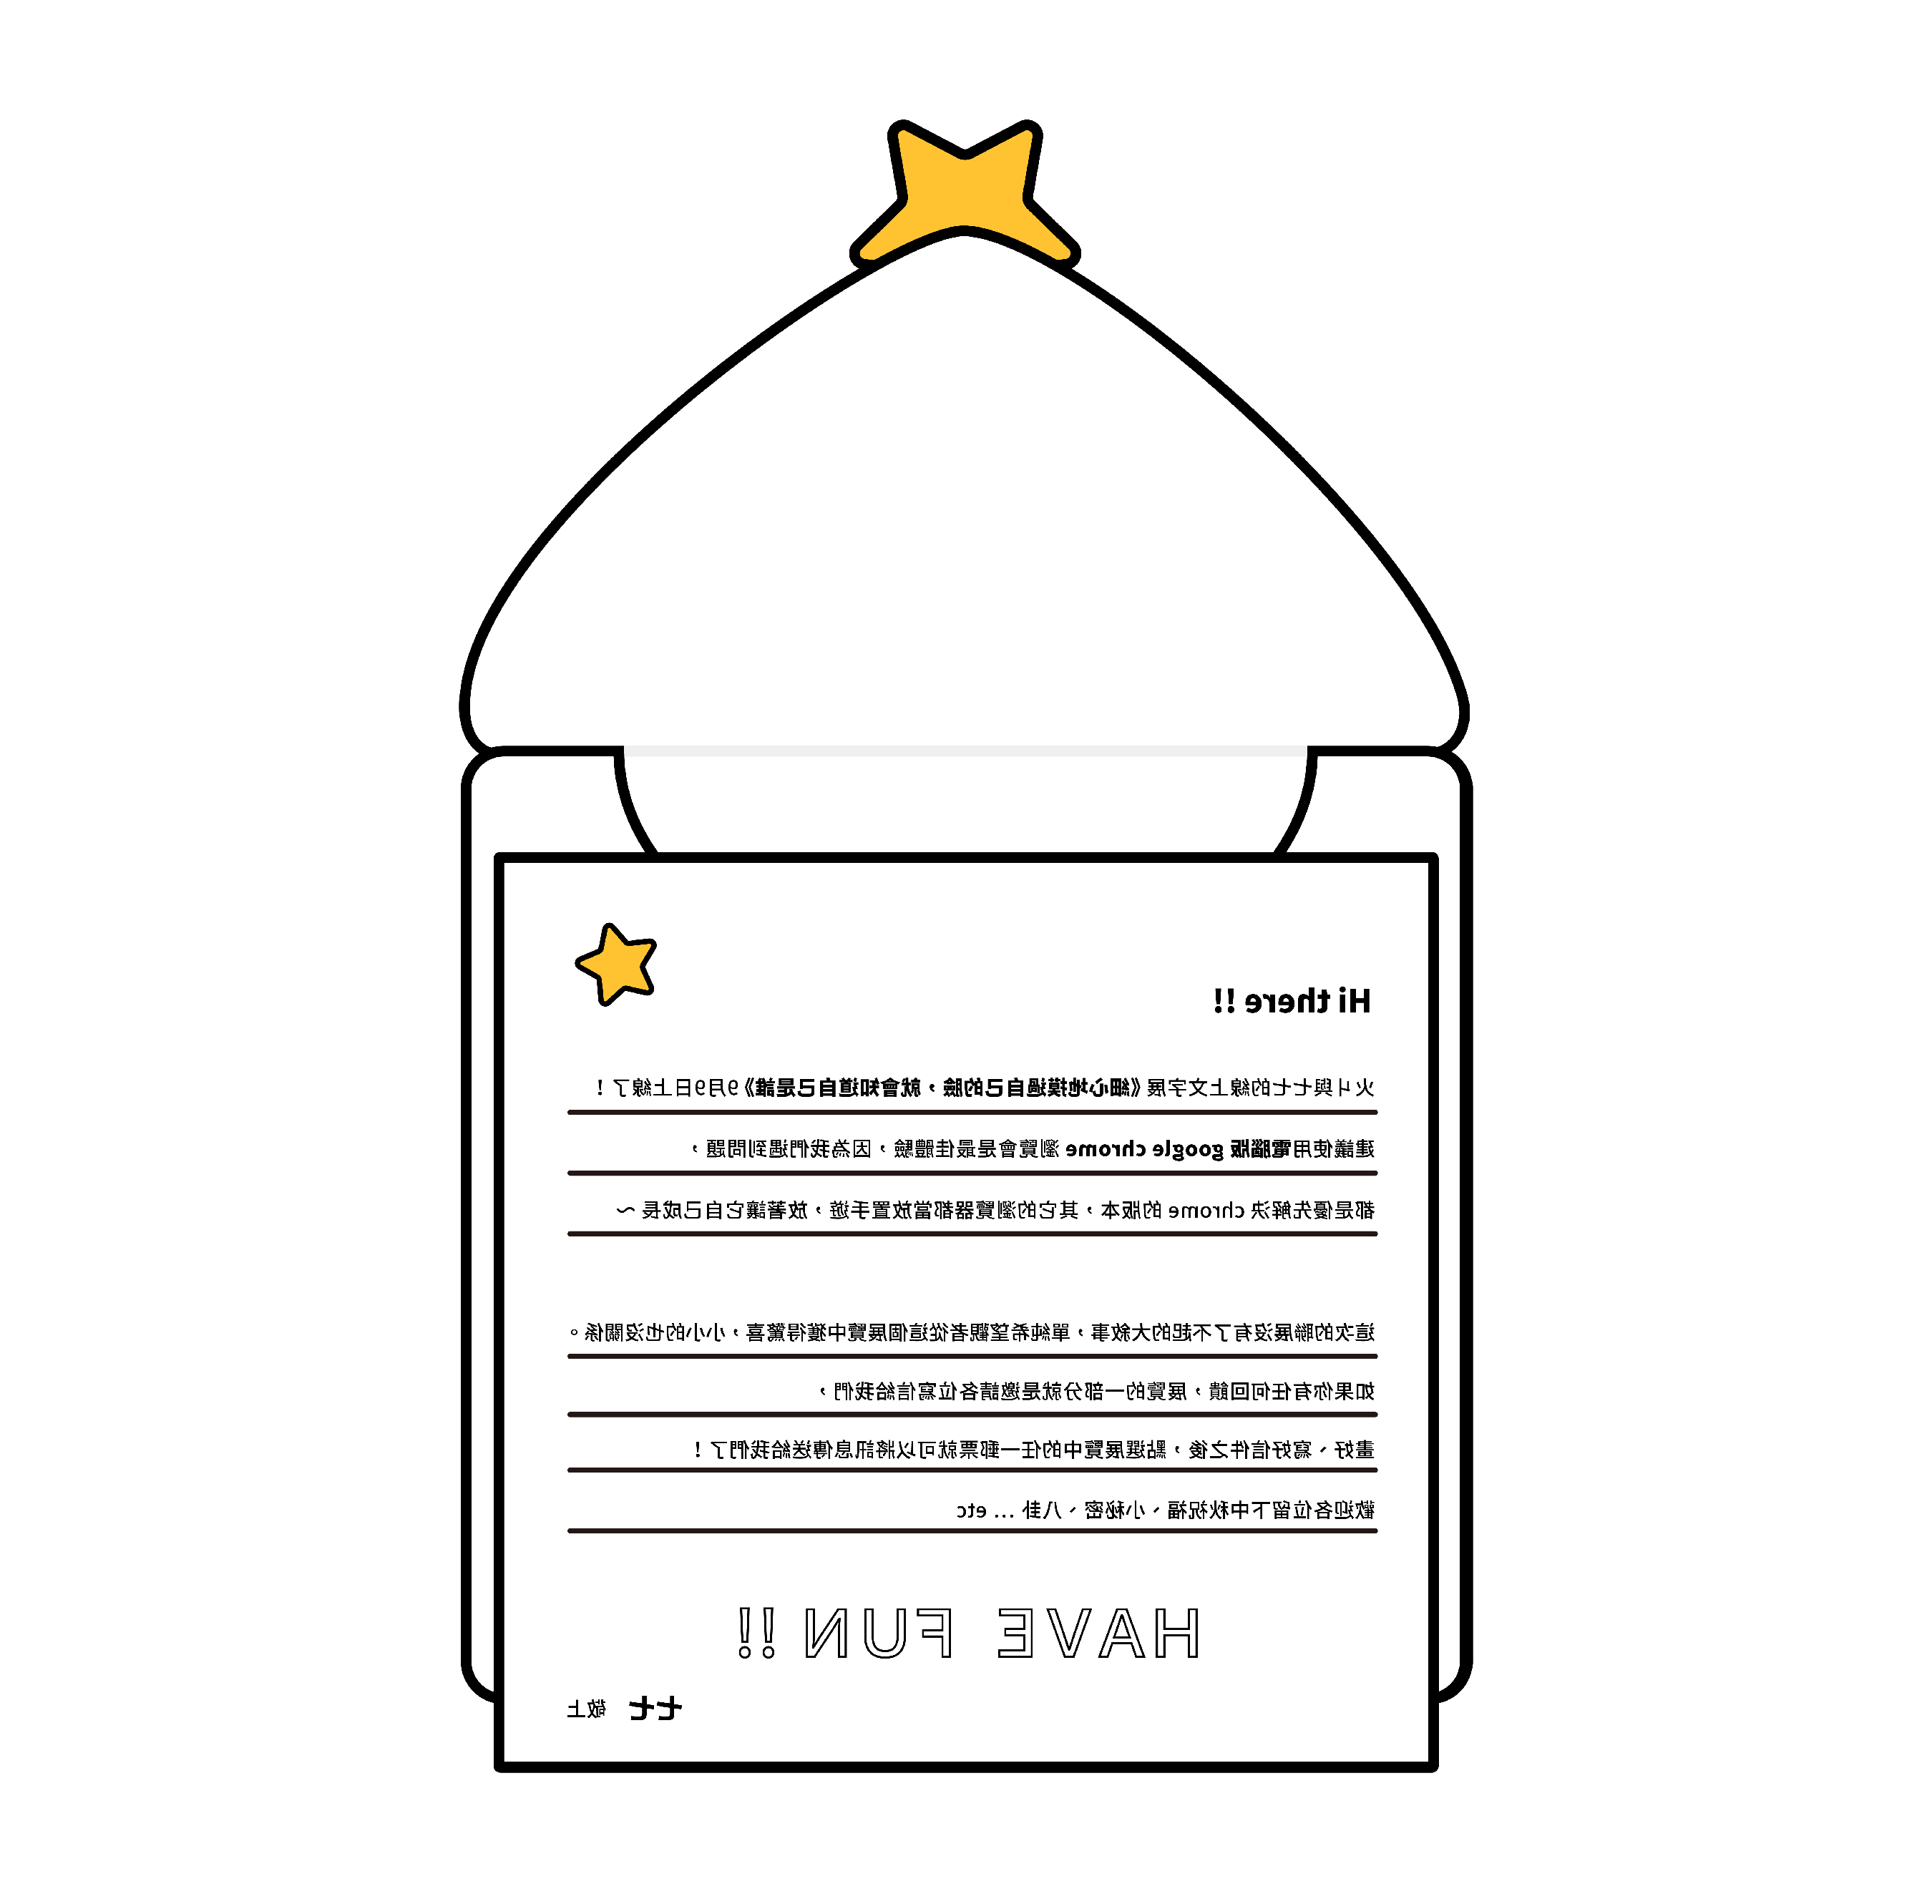 Hi there !!
火ㄐ與七七的線上文字展《細心地摸過自己的臉，就會知道自己是誰》9月9日上線了！
建議使用電腦版 google chrome 瀏覽會是最佳體驗，因為我們遇到問題，
都是優先解決 chrome 的版本，其它的瀏覽器都當放置手遊，放著讓它自己成長～
這次的聯展沒有了不起的大敘事，單純希望觀者從這個展覽中獲得驚喜，小小的也沒關係。
如果你有任何回饋，展覽的一部分就是邀請各位寫信給我們，
畫好、寫好信件之後，點選展覽中的任一郵票就可以將訊息傳送給我們了！
歡迎各位留下中秋祝福、小秘密、八卦 ... etc
HAVE FUN !!
七七 敬上